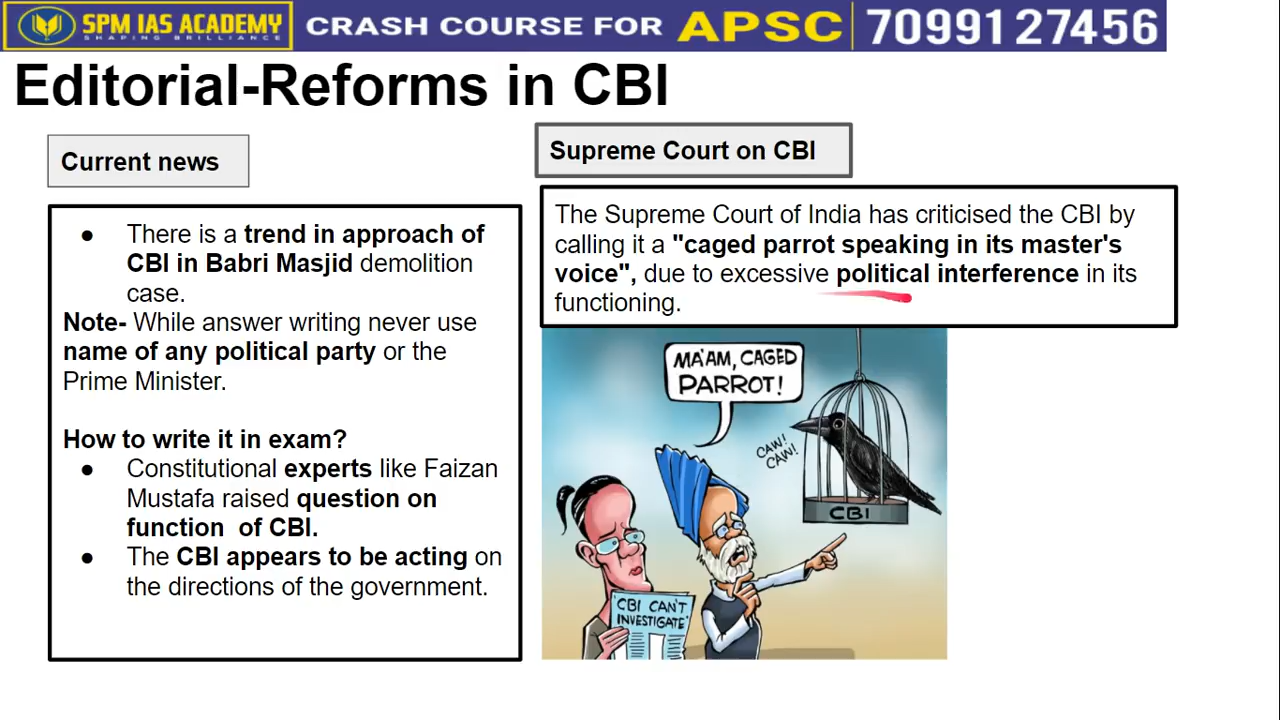 SPM IAS ACADEMY
SHAPING BRILLIANCE
CRASH COURSE FOR APSC 70991 27456
Editorial-Reforms in CBI
Current news
● There is a trend in approach of
CBI in Babri Masjid demolition
case.
Note- While answer writing never use
name of any political party or the
Prime Minister.
How to write it in exam?
● Constitutional experts like Faizan
Mustafa raised question on
function of CBI.
● The CBI appears to be acting on
the directions of the government.
Supreme Court on CBI
The Supreme Court of India has criticised the CBI by
calling it a "caged parrot speaking in its master's
voice", due to excessive political interference in its
functioning.
MA'AM, CAGED
PARROT!
CAW!
CAW!
CBI
'CBI CAN'T
INVESTIGATE'